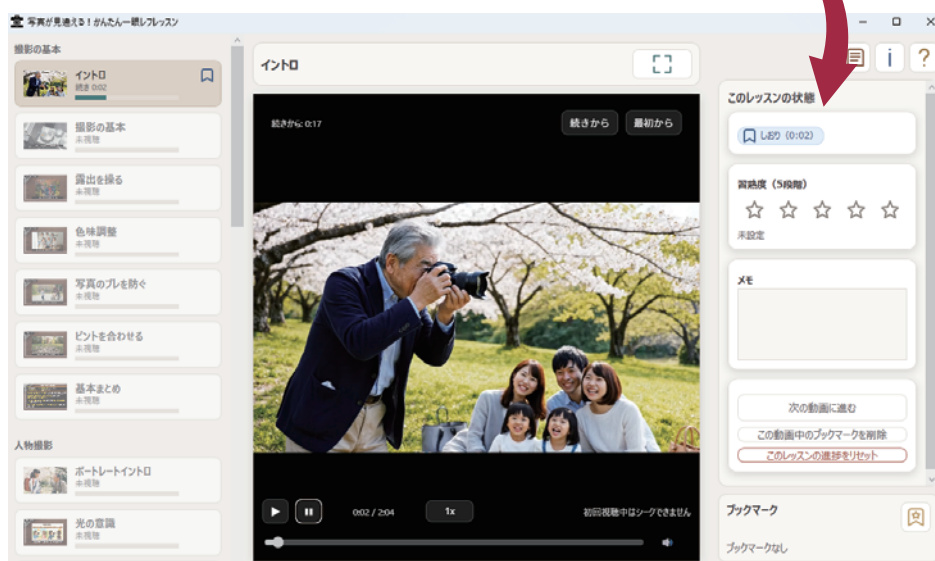 写真が見違える!かんたん一眼レフレッスン
撮影の基本
イントロ
続き 0:02
撮影の基本
未視聴
露出を操る
未視聴
色味調整
未視聴
写真のブレを防ぐ
未視聴
ピントを合わせる
未視聴
基本まとめ
未視聴
人物撮影
ポートレートイントロ
未視聴
光の意識
未視聴
イントロ
続きから: 0:17
続きから
最初から
0:02 / 2:04
1x
初回視聴中はシークできません
i
?
このレッスンの状態
しおり (0:02)
習熟度(5段階)
未設定
メモ
次の動画に進む
この動画中のブックマークを削除
このレッスンの進捗をリセット
ブックマーク
ブックマークなし